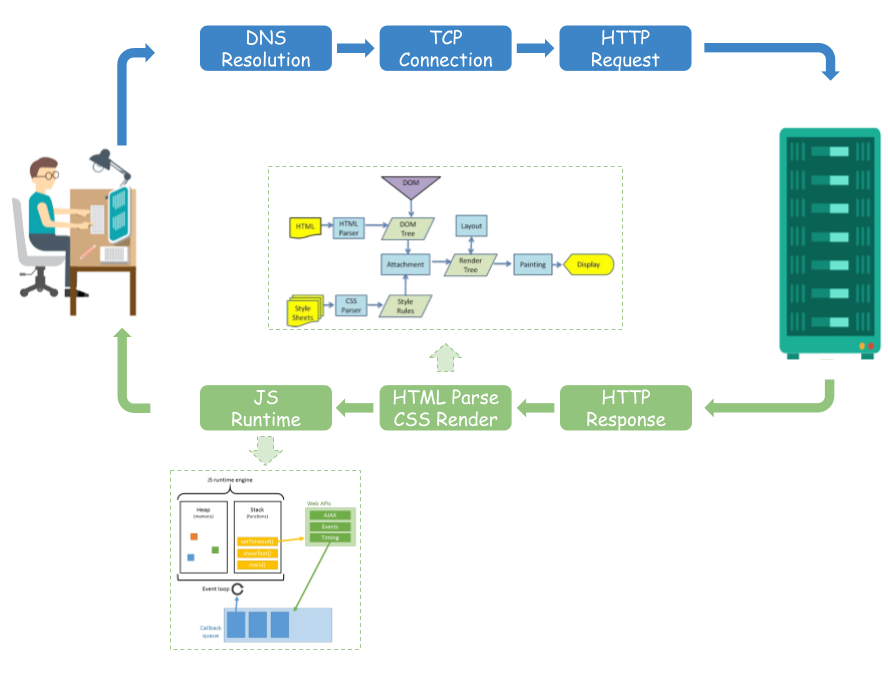 DNS
Resolution
TCP
Connection
HTTP
Request
DOM
HTML
HTML
Parser
DOM
Tree
Layout
Attachment
Render
Tree
Painting
Display
Style
Sheets
CSS
Parser
Style
Rules
JS
Runtime
HTML Parse
CSS Render
HTTP
Response
JS runtime engine
Heap
(memory)
Stack
(functions)
setTimeout()
main()
Web APIs
AJAX
Events
Timing
Event loop
Callback
queue